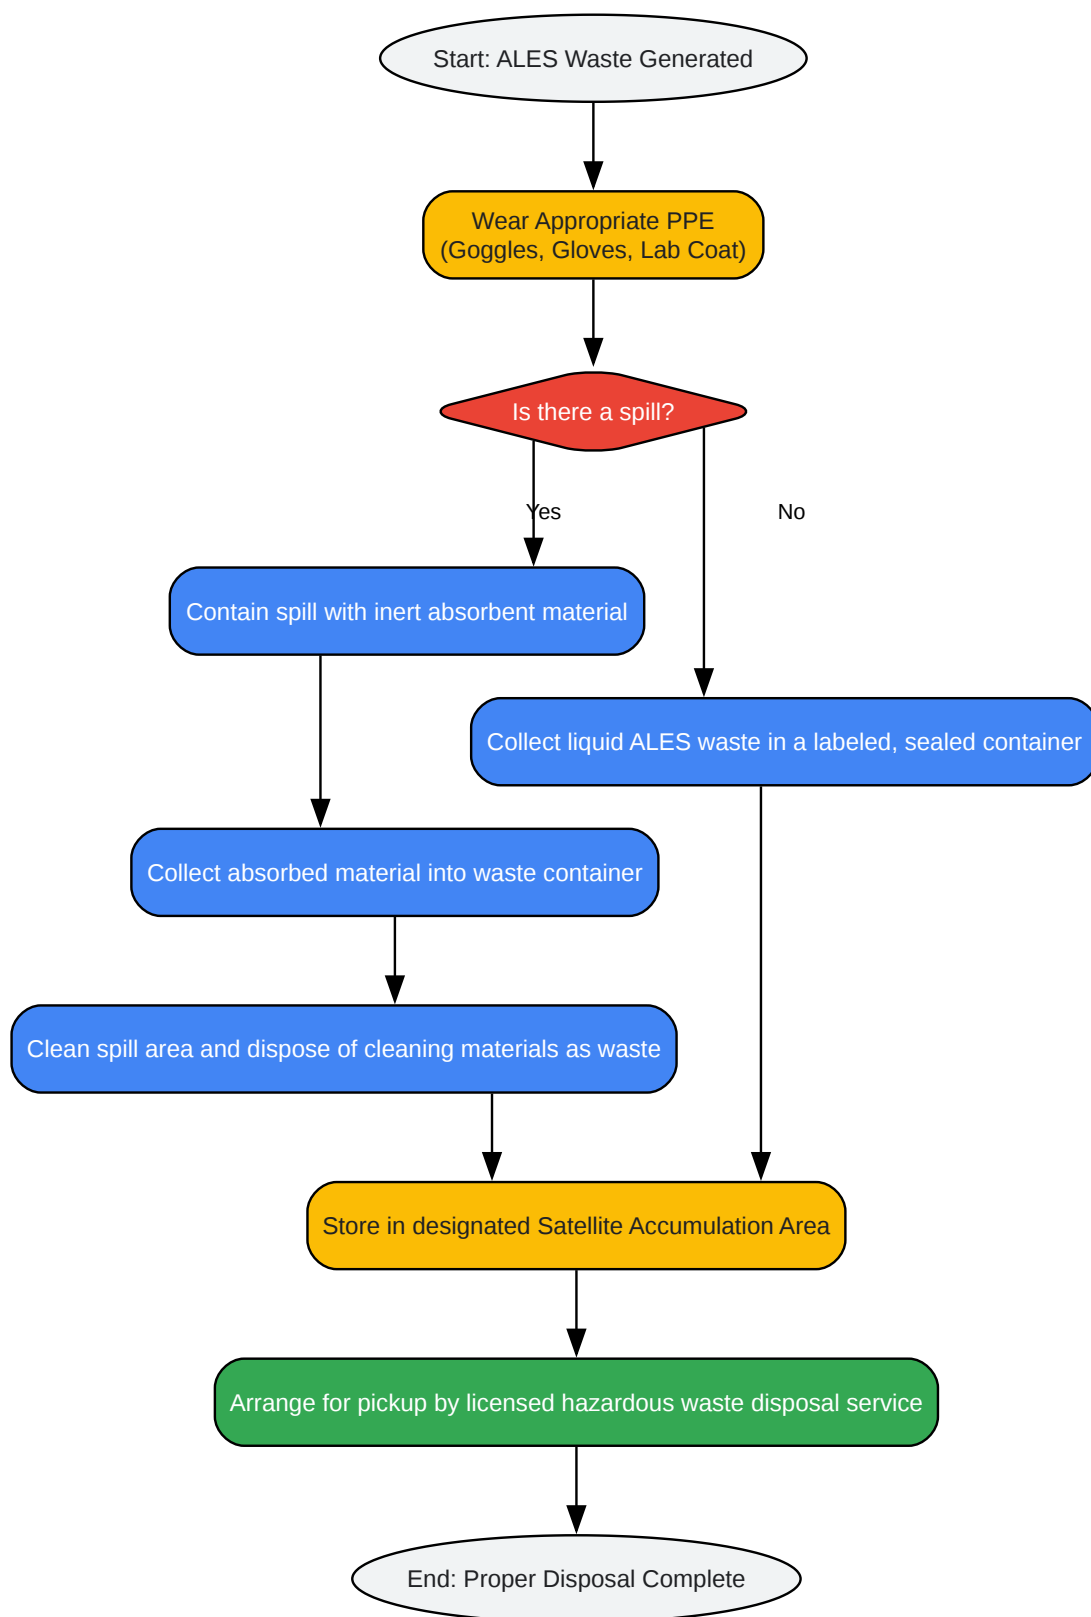 Start: ALES Waste Generated
Wear Appropriate PPE
(Goggles, Gloves, Lab Coat)
Is there a spill?
Yes
No
Contain spill with inert absorbent material
Collect liquid ALES waste in a labeled, sealed container
Collect absorbed material into waste container
Clean spill area and dispose of cleaning materials as waste
Store in designated Satellite Accumulation Area
Arrange for pickup by licensed hazardous waste disposal service
End: Proper Disposal Complete